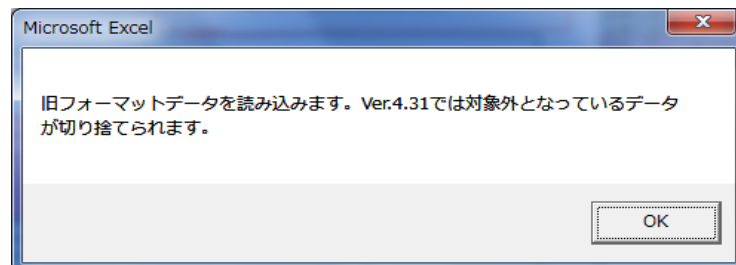 Microsoft Excel
旧フォーマットデータを読み込みます。Ver.4.31では対象外となっているデータ
が切り捨てられます。
OK